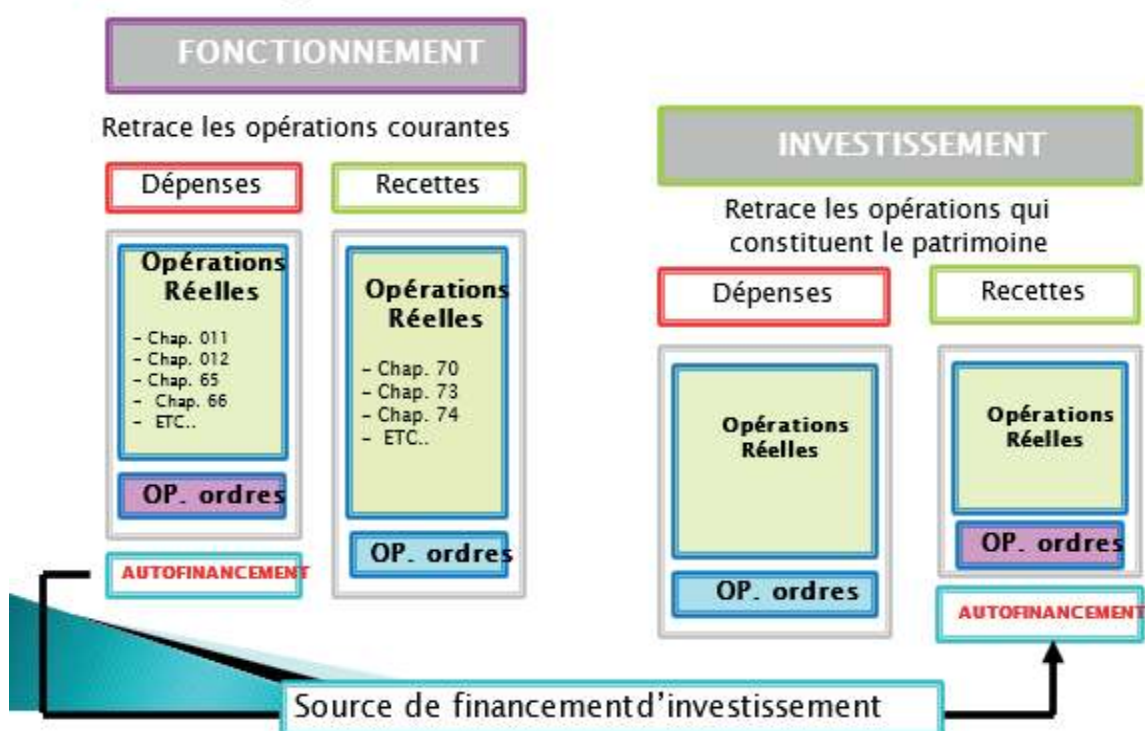 FONCTIONNEMENT
Retrace les opérations courantes
Dépenses
Recettes
Opérations
Réelles
- Chap. 011
- Chap. 012
- Chap. 65
- Chap. 66
- ETC..
OP. ordres
AUTOFINANCEMENT
Opérations
Réelles
- Chap. 70
- Chap. 73
- Chap. 74
- ETC..
OP. ordres
INVESTISSEMENT
Retrace les opérations qui
constituent le patrimoine
Dépenses
Recettes
Opérations
Réelles
OP. ordres
Opérations
Réelles
OP. ordres
AUTOFINANCEMENT
Source de financementd'investissement